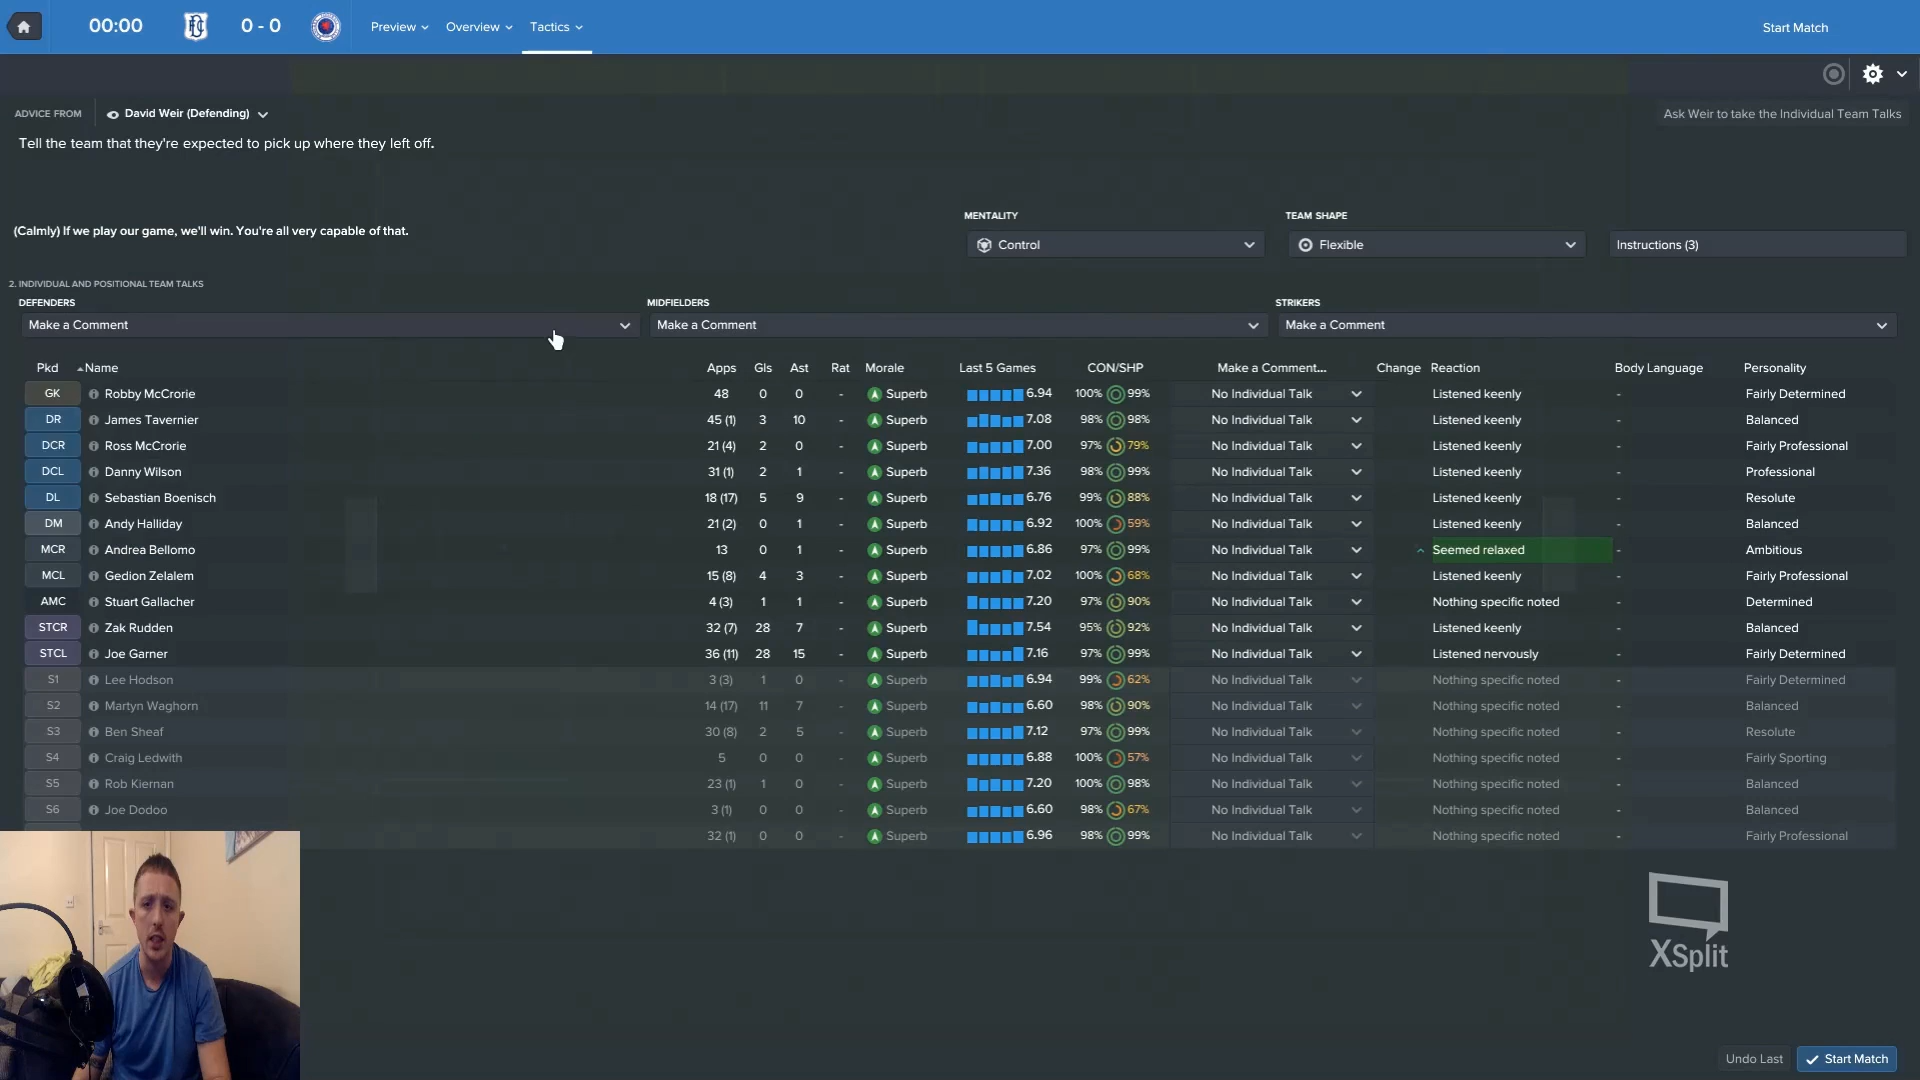 00:00 0 - 0 Preview Overview Tactics Start Match
ADVICE FROM David Weir (Defending) Ask Weir to take the Individual Team Talks
Tell the team that they're expected to pick up where they left off.
MENTALITY TEAM SHAPE
(Calmly) If we play our game, we'll win. You're all very capable of that. Control Flexible Instructions (3)
2. INDIVIDUAL AND POSITIONAL TEAM TALKS
DEFENDERS MIDFIELDERS STRIKERS
Make a Comment Make a Comment Make a Comment
Pkd Name Apps Gls Ast Rat Morale Last 5 Games CON/SHP Make a Comment... Change Reaction Body Language Personality
GK Robby McCrorie 48 0 0 - Superb 6.94 100% 99% No Individual Talk Listened keenly - Fairly Determined
DR James Tavernier 45 (1) 3 10 - Superb 7.08 98% 98% No Individual Talk Listened keenly - Balanced
DCR Ross McCrorie 21 (4) 2 0 - Superb 7.00 97% 79% No Individual Talk Listened keenly - Fairly Professional
DCL Danny Wilson 31 (1) 2 1 - Superb 7.36 98% 99% No Individual Talk Listened keenly - Professional
DL Sebastian Boenisch 18 (17) 5 9 - Superb 6.76 99% 88% No Individual Talk Listened keenly - Resolute
DM Andy Halliday 21 (2) 0 1 - Superb 6.92 100% 59% No Individual Talk Listened keenly - Balanced
MCR Andrea Bellomo 13 0 1 - Superb 6.86 97% 99% No Individual Talk Seemed relaxed - Ambitious
MCL Gedion Zelalem 15 (8) 4 3 - Superb 7.02 100% 68% No Individual Talk Listened keenly - Fairly Professional
AMC Stuart Gallacher 4 (3) 1 1 - Superb 7.20 97% 90% No Individual Talk Nothing specific noted - Determined
STCR Zak Rudden 32 (7) 28 7 - Superb 7.54 95% 92% No Individual Talk Listened keenly - Balanced
STCL Joe Garner 36 (11) 28 15 - Superb 7.16 97% 99% No Individual Talk Listened nervously - Fairly Determined
S1 Lee Hodson 3 (3) 1 0 - Superb 6.94 99% 62% No Individual Talk Nothing specific noted - Fairly Determined
S2 Martyn Waghorn 14 (17) 11 7 - Superb 6.60 98% 90% No Individual Talk Nothing specific noted - Balanced
S3 Ben Sheaf 30 (8) 2 5 - Superb 7.12 97% 99% No Individual Talk Nothing specific noted - Resolute
S4 Craig Ledwith 5 0 0 - Superb 6.88 100% 57% No Individual Talk Nothing specific noted - Fairly Sporting
S5 Rob Kiernan 23 (1) 1 0 - Superb 7.20 100% 98% No Individual Talk Nothing specific noted - Balanced
S6 Joe Dodoo 3 (1) 0 0 - Superb 6.60 98% 67% No Individual Talk Nothing specific noted - Balanced
32 (1) 0 0 - Superb 6.96 98% 99% No Individual Talk Nothing specific noted - Fairly Professional
XSplit
Undo Last Start Match